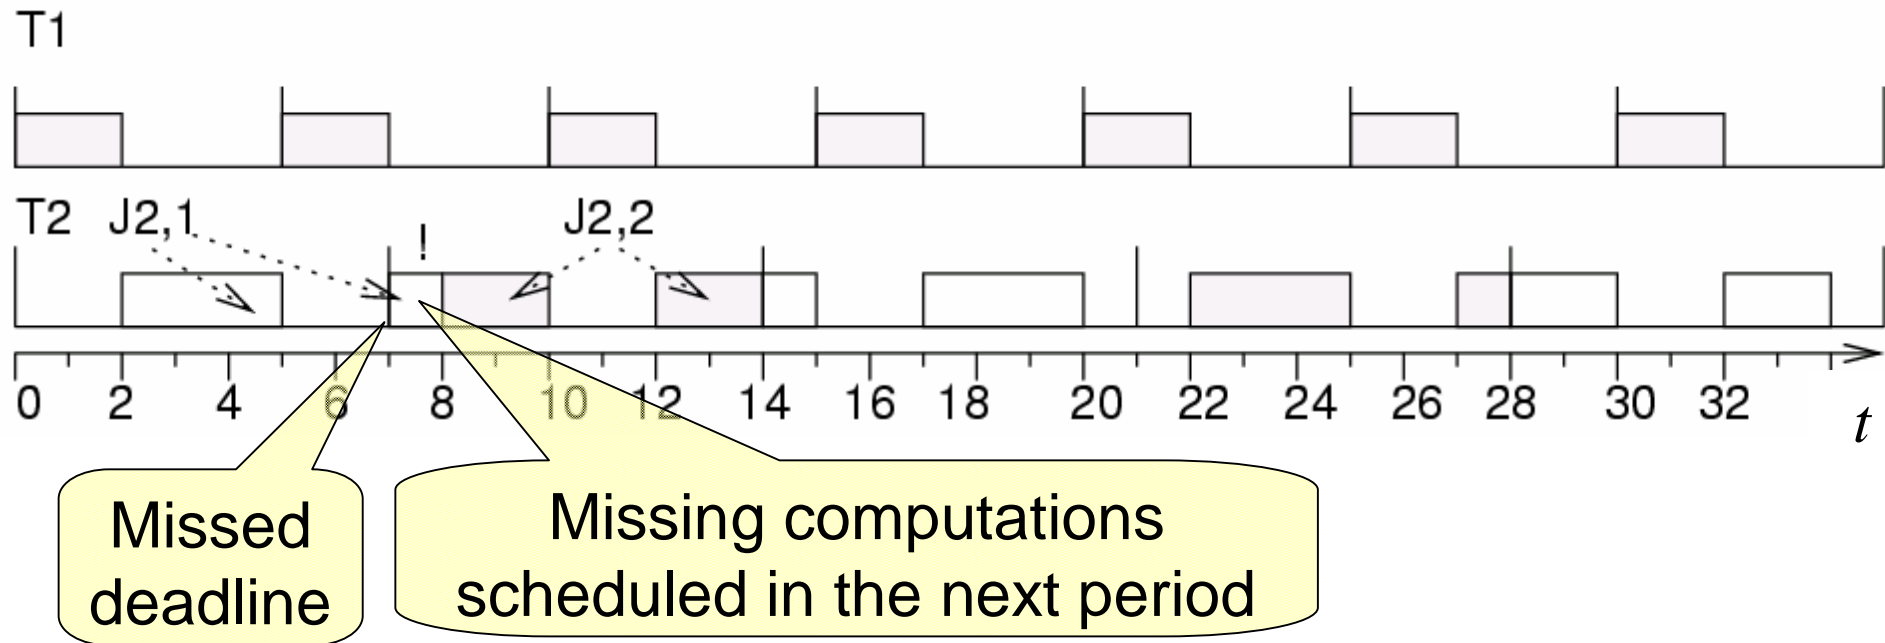 T1
T2 J2,1 ! J2,2
0 2 4 6 8 10 12 14 16 18 20 22 24 26 28 30 32
t
Missed
deadline
Missing computations
scheduled in the next period